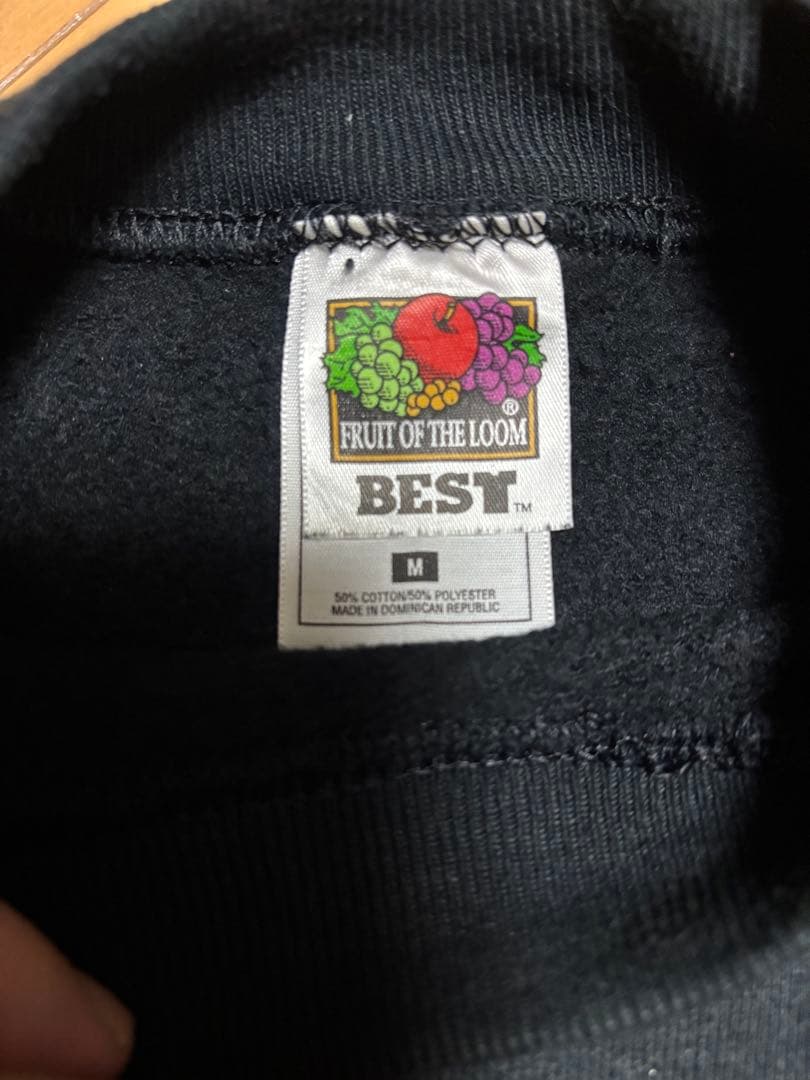 ®
FRUIT OF THE LOOM
BEST™
M
50% COTTON/50% POLYESTER
MADE IN DOMINICAN REPUBLIC